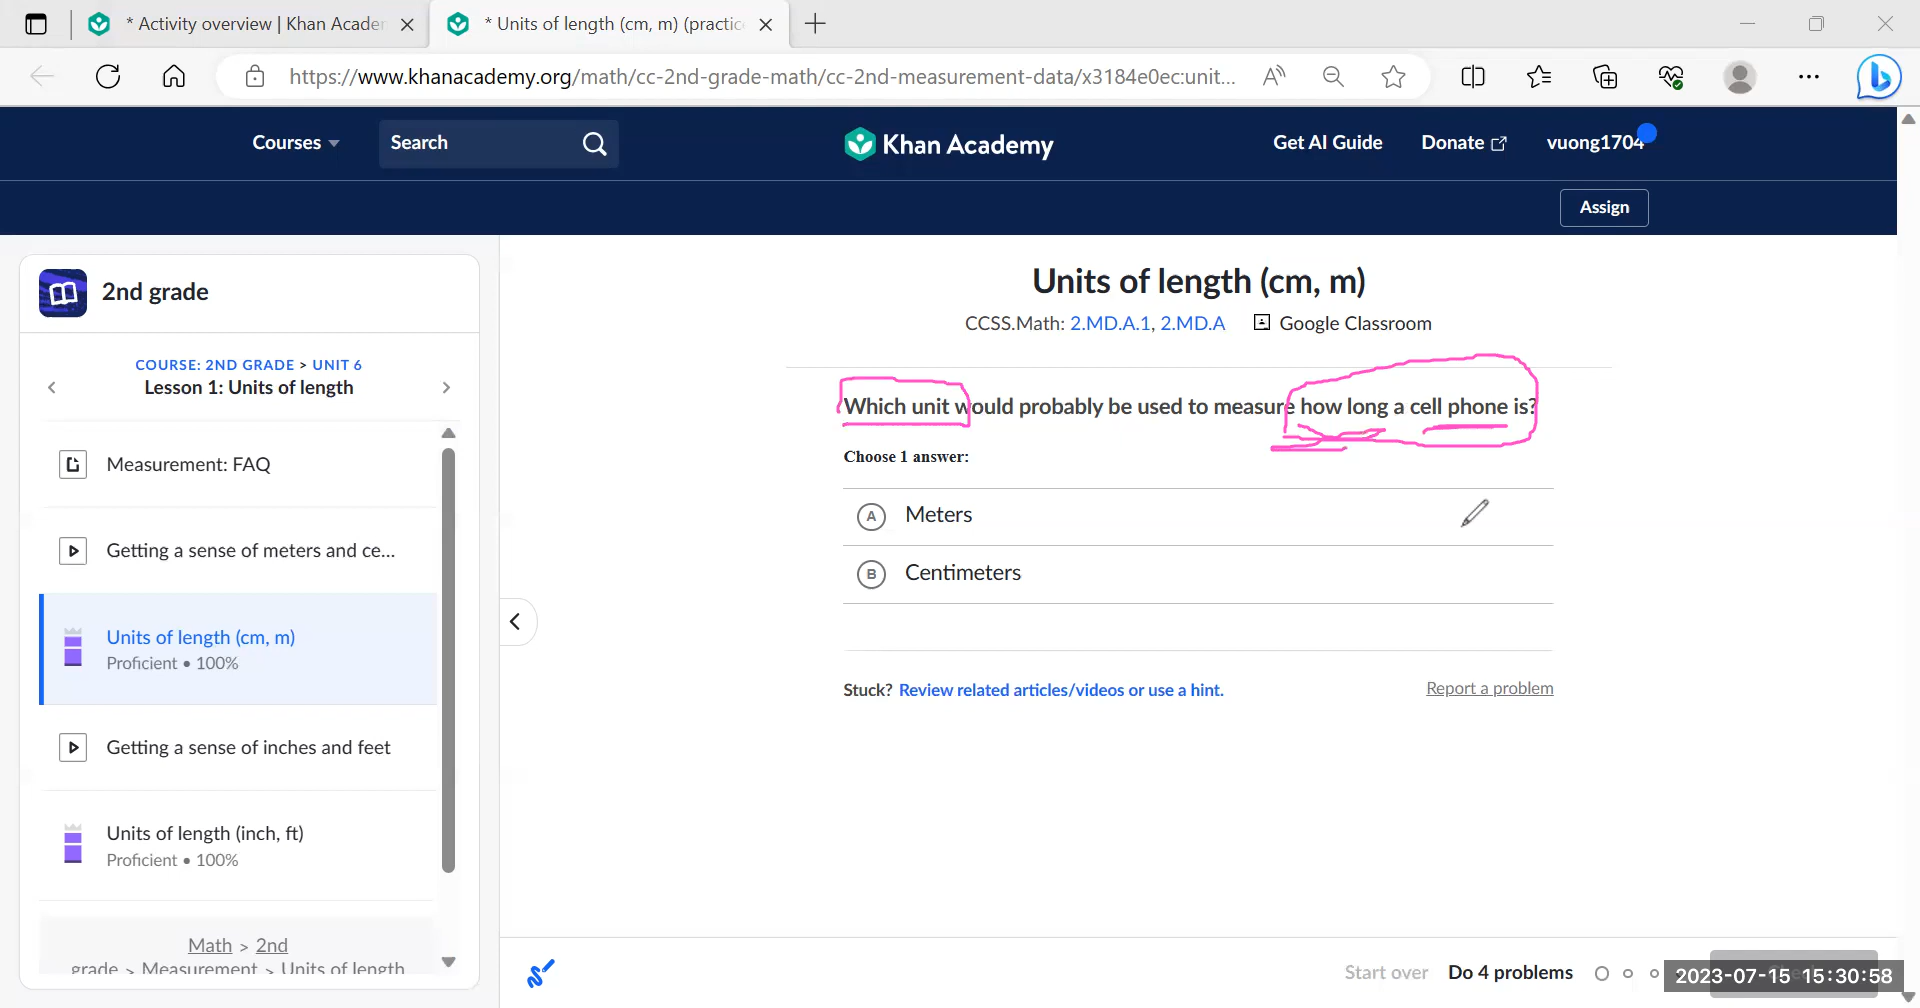 * Activity overview | Khan Acader
* Units of length (cm, m) (practic
https://www.khanacademy.org/math/cc-2nd-grade-math/cc-2nd-measurement-data/x3184e0ec:unit...
Courses
Search
Khan Academy
Get AI Guide
Donate
vuong1704
Assign
2nd grade
COURSE: 2ND GRADE > UNIT 6
Lesson 1: Units of length
Measurement: FAQ
Getting a sense of meters and ce...
Units of length (cm, m)
Proficient • 100%
Getting a sense of inches and feet
Units of length (inch, ft)
Proficient • 100%
Math > 2nd
grade > Measurement > Units of length
Units of length (cm, m)
CCSS.Math: 2.MD.A.1, 2.MD.A Google Classroom
Which unit would probably be used to measure how long a cell phone is?
Choose 1 answer:
A Meters
B Centimeters
Stuck? Review related articles/videos or use a hint.
Report a problem
Start over
Do 4 problems
2023-07-15 15:30:58